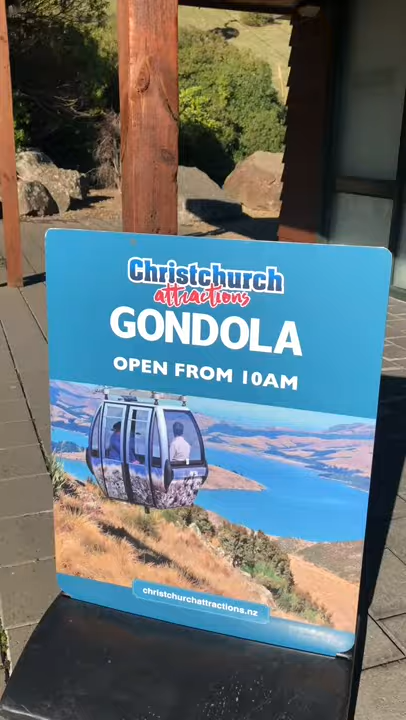 Christchurch
attractions
GONDOLA
OPEN FROM 10AM
christchurchattractions.nz